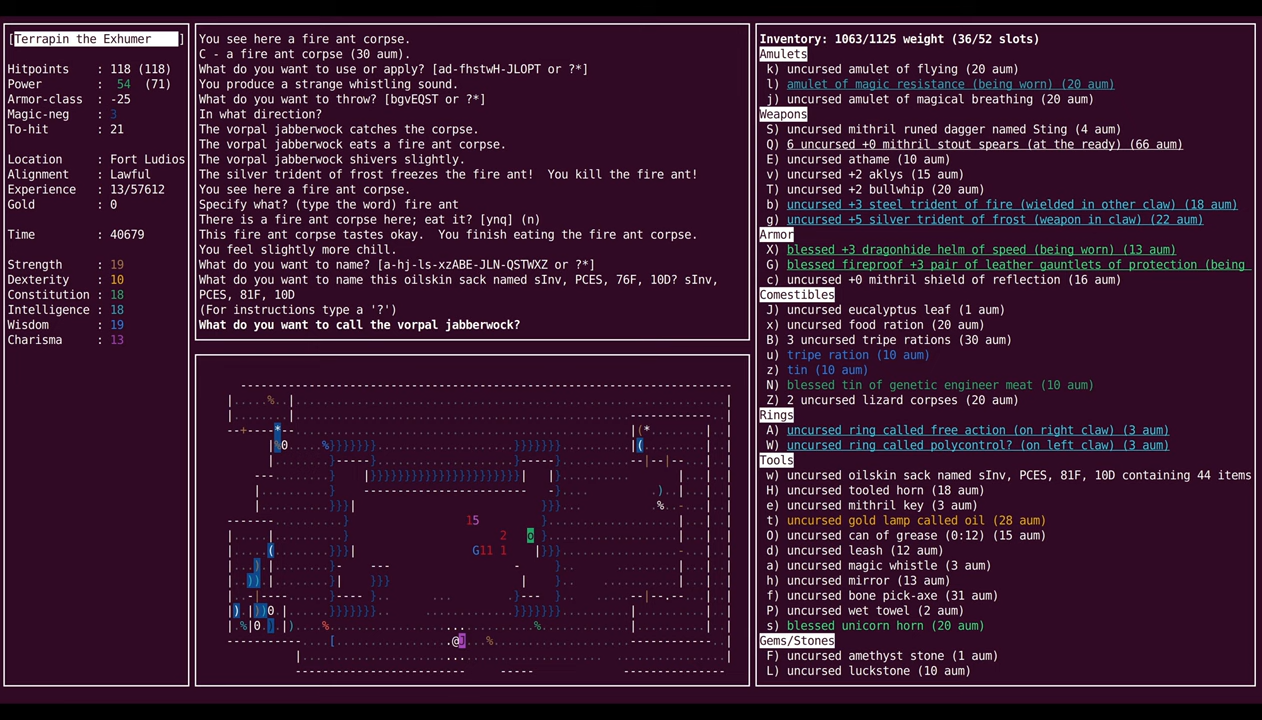 [Terrapin the Exhumer ]
Hitpoints : 118 (118)
Power : 54 (71)
Armor-class : -25
Magic-neg : 3
To-hit : 21
Location : Fort Ludios
Alignment : Lawful
Experience : 13/57612
Gold : 0
Time : 40679
Strength : 19
Dexterity : 10
Constitution : 18
Intelligence : 18
Wisdom : 19
Charisma : 13
You see here a fire ant corpse.
C - a fire ant corpse (30 aum).
What do you want to use or apply? [ad-fhstwH-JLOPT or ?*]
You produce a strange whistling sound.
What do you want to throw? [bgvEQST or ?*]
In what direction?
The vorpal jabberwock catches the corpse.
The vorpal jabberwock eats a fire ant corpse.
The vorpal jabberwock shivers slightly.
The silver trident of frost freezes the fire ant! You kill the fire ant!
You see here a fire ant corpse.
Specify what? (type the word) fire ant
There is a fire ant corpse here; eat it? [ynq] (n)
This fire ant corpse tastes okay. You finish eating the fire ant corpse.
You feel slightly more chill.
What do you want to name? [a-hj-ls-xzABE-JLN-QSTWXZ or ?*]
What do you want to name this oilskin sack named sInv, PCES, 76F, 10D? sInv,
PCES, 81F, 10D
(For instructions type a '?')
What do you want to call the vorpal jabberwock?
Inventory: 1063/1125 weight (36/52 slots)
Amulets
k) uncursed amulet of flying (20 aum)
l) amulet of magic resistance (being worn) (20 aum)
j) uncursed amulet of magical breathing (20 aum)
Weapons
S) uncursed mithril runed dagger named Sting (4 aum)
Q) 6 uncursed +0 mithril stout spears (at the ready) (66 aum)
E) uncursed athame (10 aum)
v) uncursed +2 aklys (15 aum)
T) uncursed +2 bullwhip (20 aum)
b) uncursed +3 steel trident of fire (wielded in other claw) (18 aum)
g) uncursed +5 silver trident of frost (weapon in claw) (22 aum)
Armor
X) blessed +3 dragonhide helm of speed (being worn) (13 aum)
G) blessed fireproof +3 pair of leather gauntlets of protection (being
c) uncursed +0 mithril shield of reflection (16 aum)
Comestibles
J) uncursed eucalyptus leaf (1 aum)
x) uncursed food ration (20 aum)
B) 3 uncursed tripe rations (30 aum)
u) tripe ration (10 aum)
z) tin (10 aum)
N) blessed tin of genetic engineer meat (10 aum)
Z) 2 uncursed lizard corpses (20 aum)
Rings
A) uncursed ring called free action (on right claw) (3 aum)
W) uncursed ring called polycontrol? (on left claw) (3 aum)
Tools
w) uncursed oilskin sack named sInv, PCES, 81F, 10D containing 44 items
H) uncursed tooled horn (18 aum)
e) uncursed mithril key (3 aum)
t) uncursed gold lamp called oil (28 aum)
O) uncursed can of grease (0:12) (15 aum)
d) uncursed leash (12 aum)
a) uncursed magic whistle (3 aum)
h) uncursed mirror (13 aum)
f) uncursed bone pick-axe (31 aum)
P) uncursed wet towel (2 aum)
s) blessed unicorn horn (20 aum)
Gems/Stones
F) uncursed amethyst stone (1 aum)
L) uncursed luckstone (10 aum)